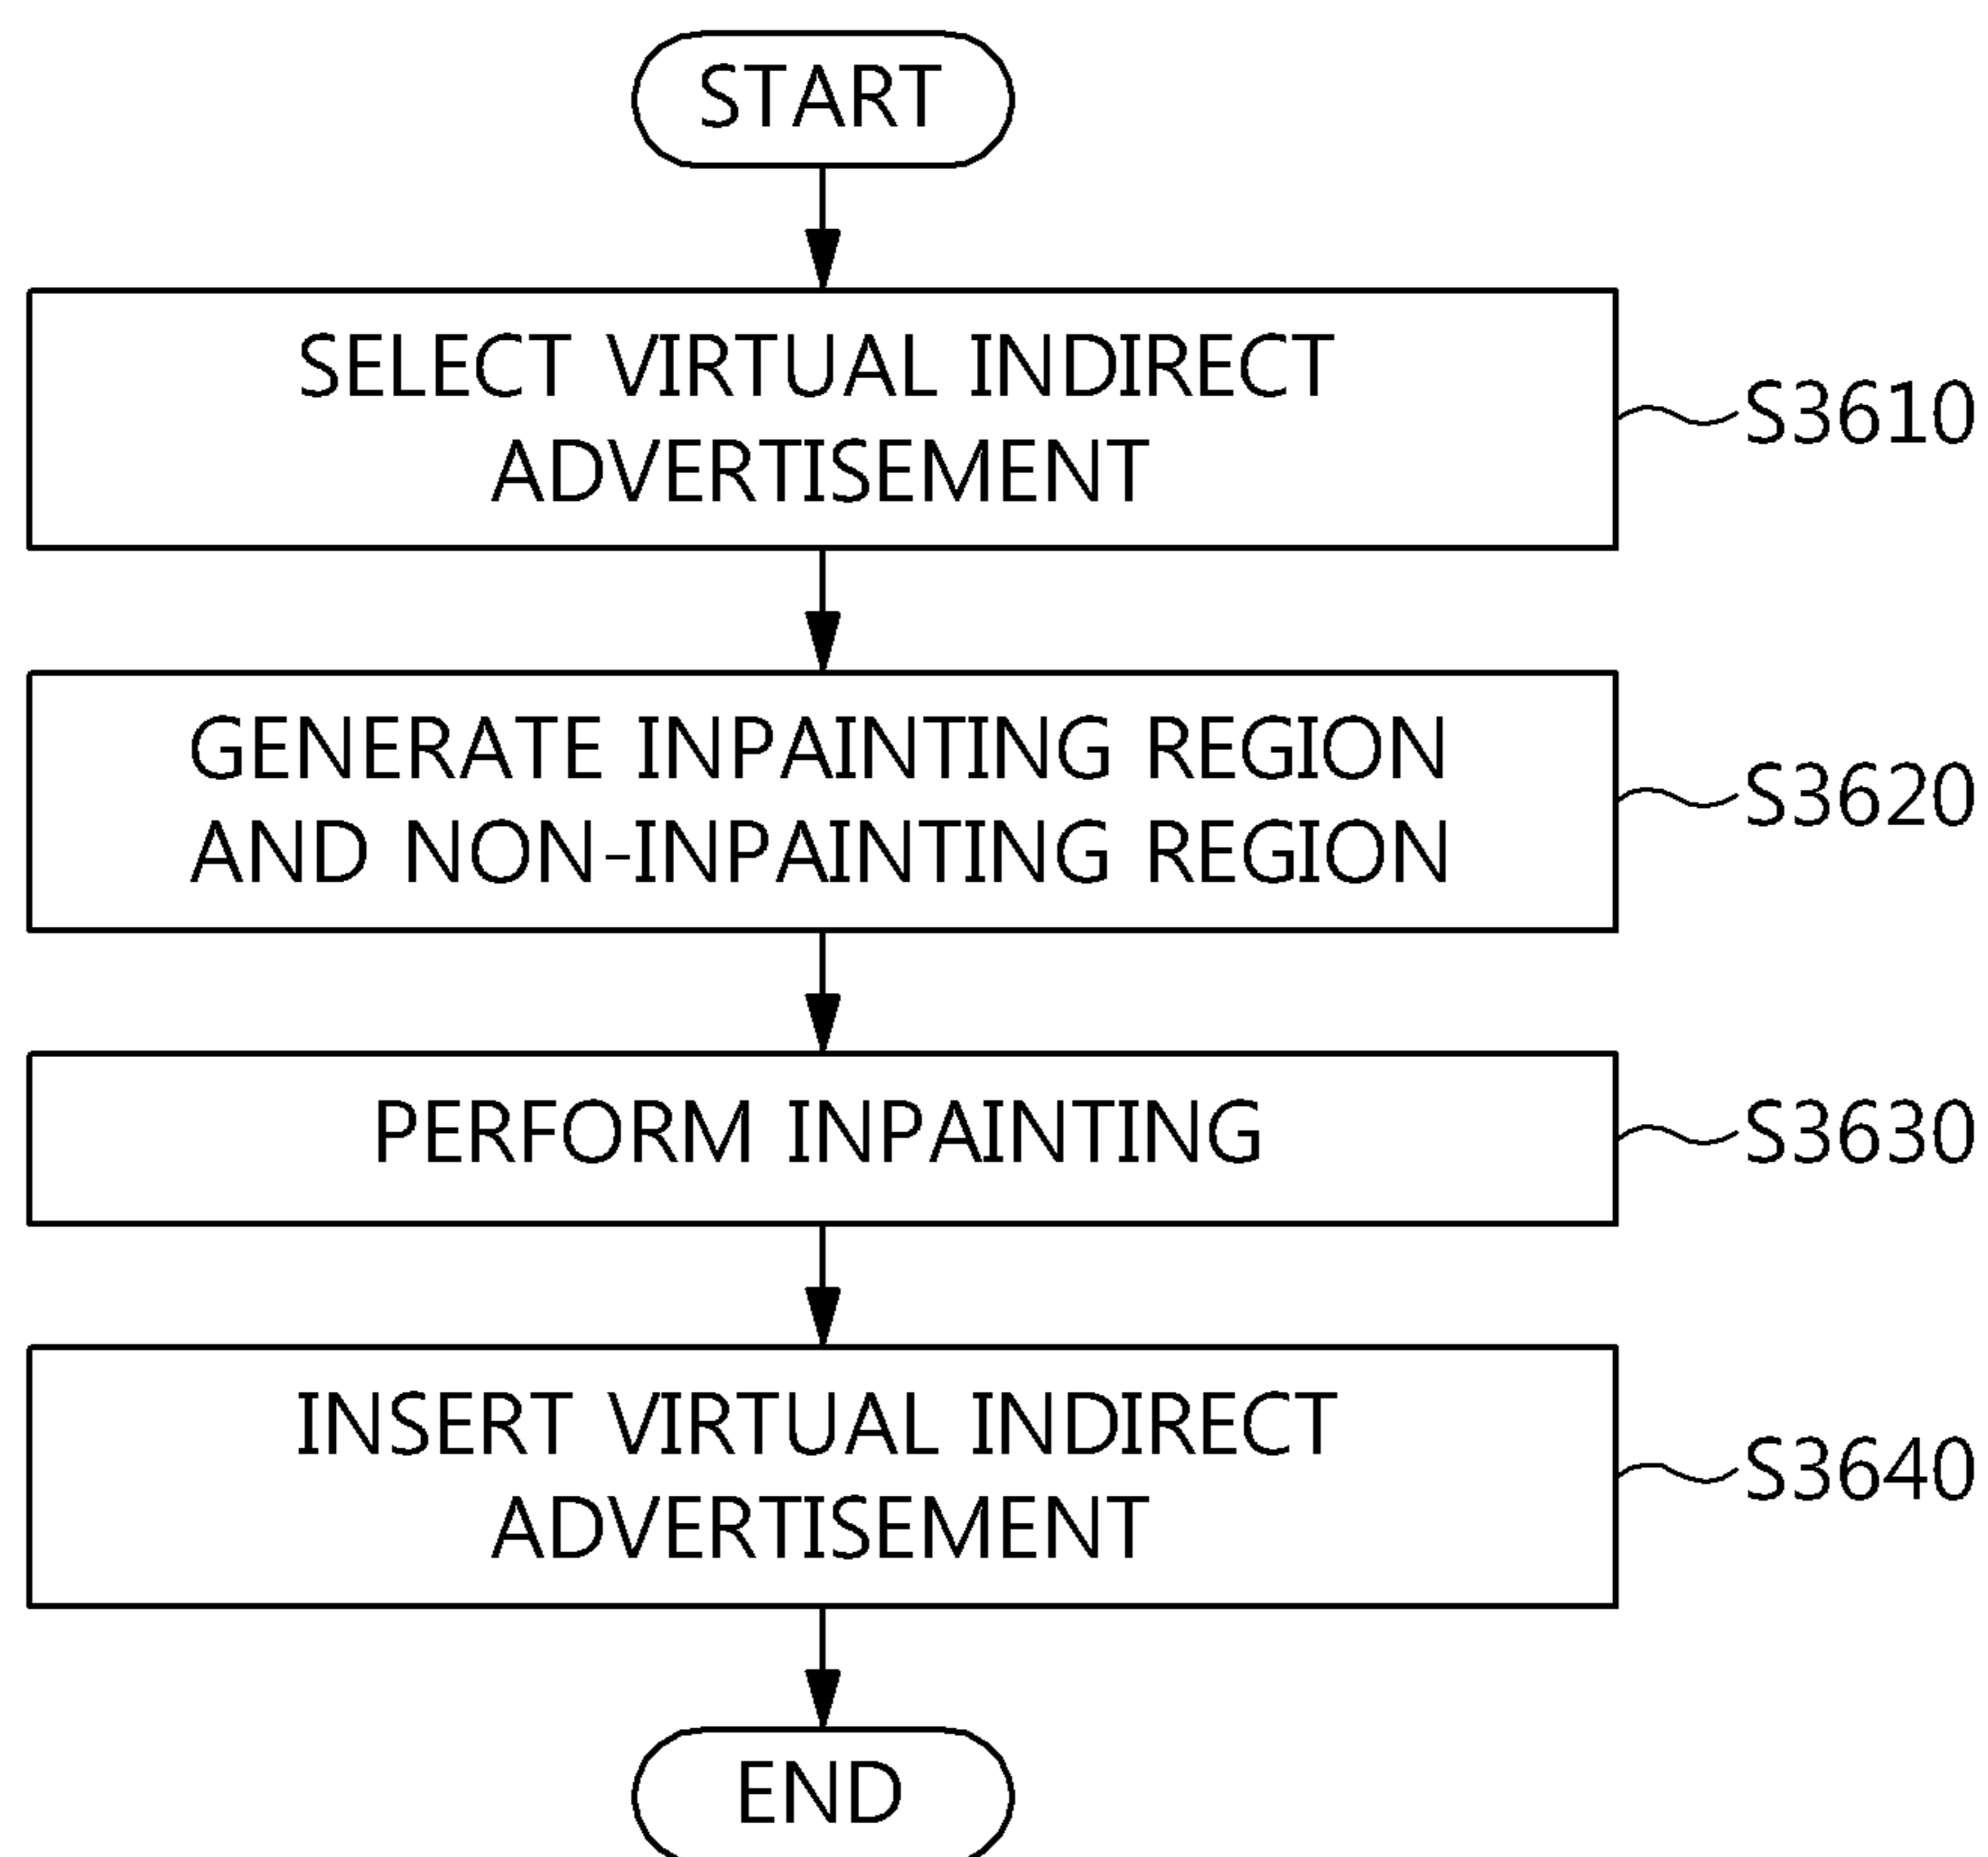 START
SELECT VIRTUAL INDIRECT
ADVERTISEMENT
S3610
GENERATE INPAINTING REGION
AND NON-INPAINTING REGION
S3620
PERFORM INPAINTING
S3630
INSERT VIRTUAL INDIRECT
ADVERTISEMENT
S3640
END